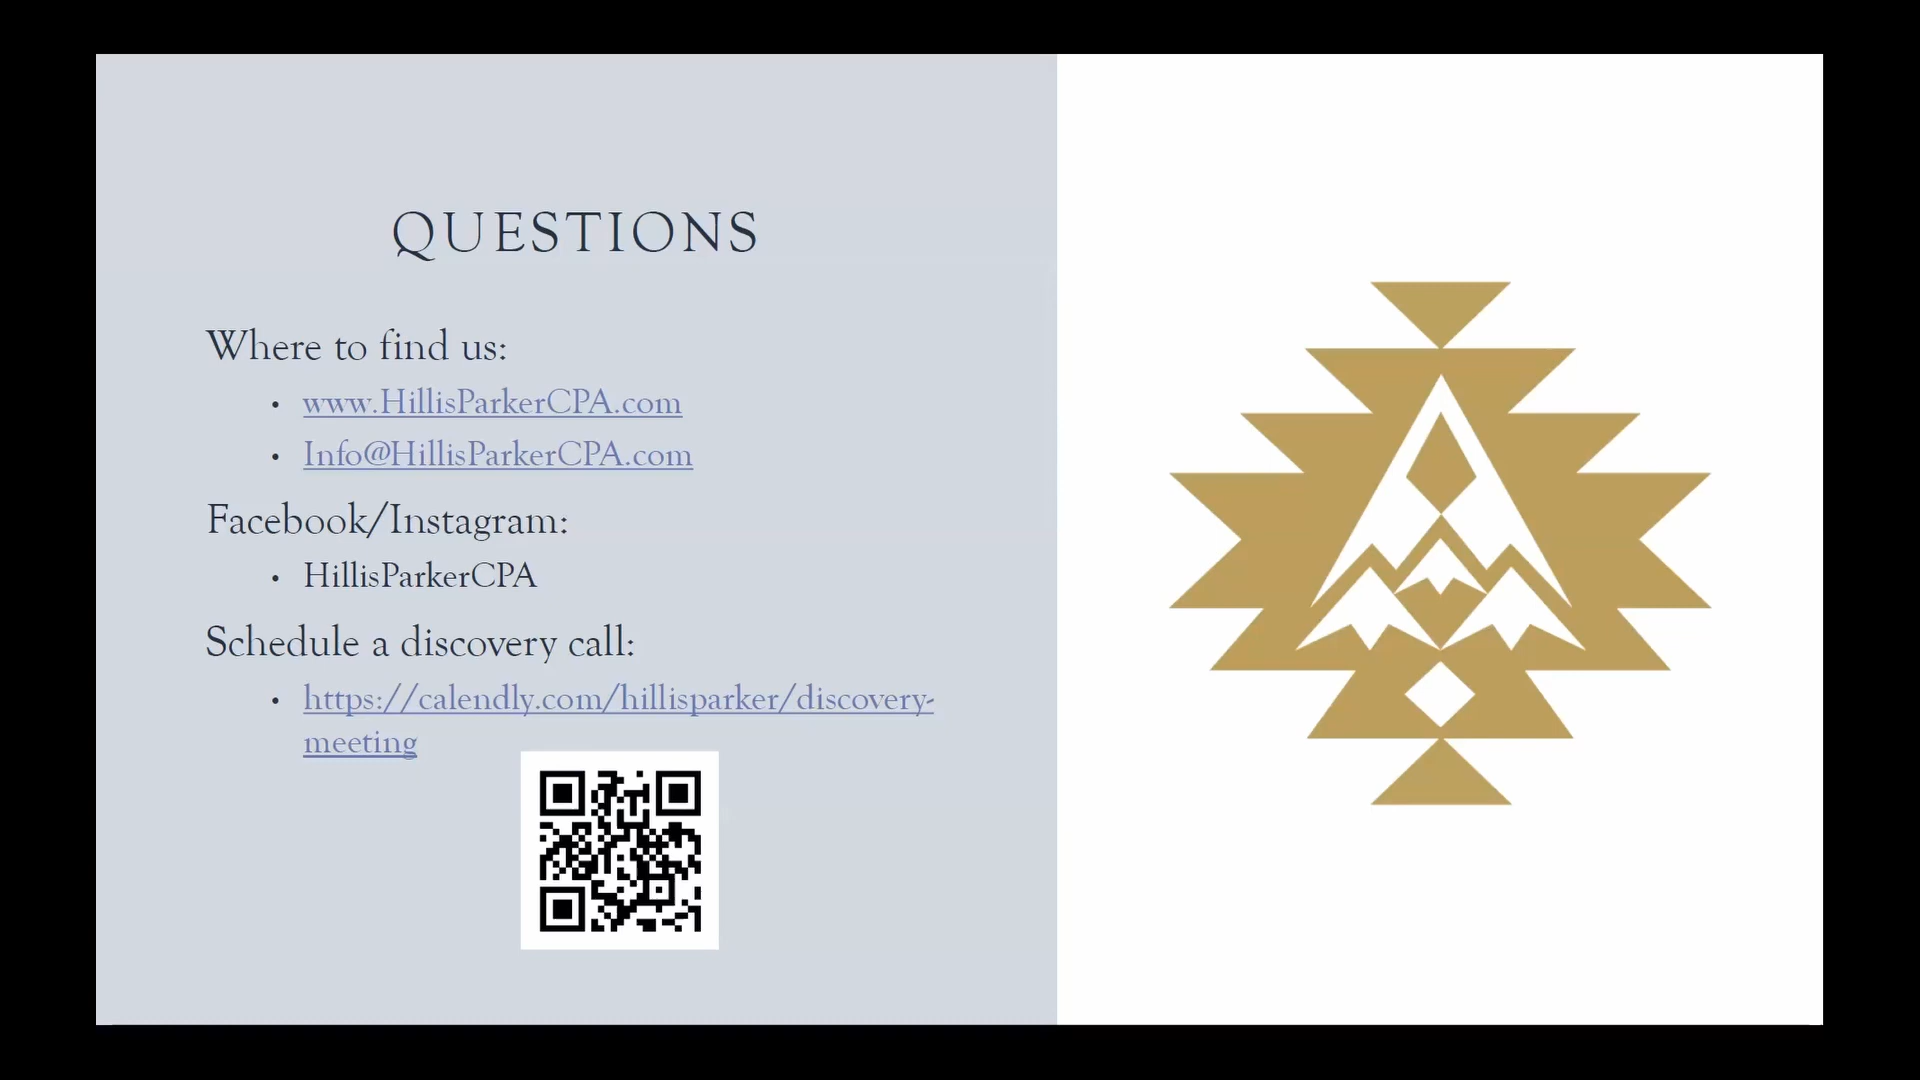 QUESTIONS
Where to find us:
• www.HillisParkerCPA.com
• Info@HillisParkerCPA.com
Facebook/Instagram:
• HillisParkerCPA
Schedule a discovery call:
• https://calendly.com/hillisparker/discovery-
meeting